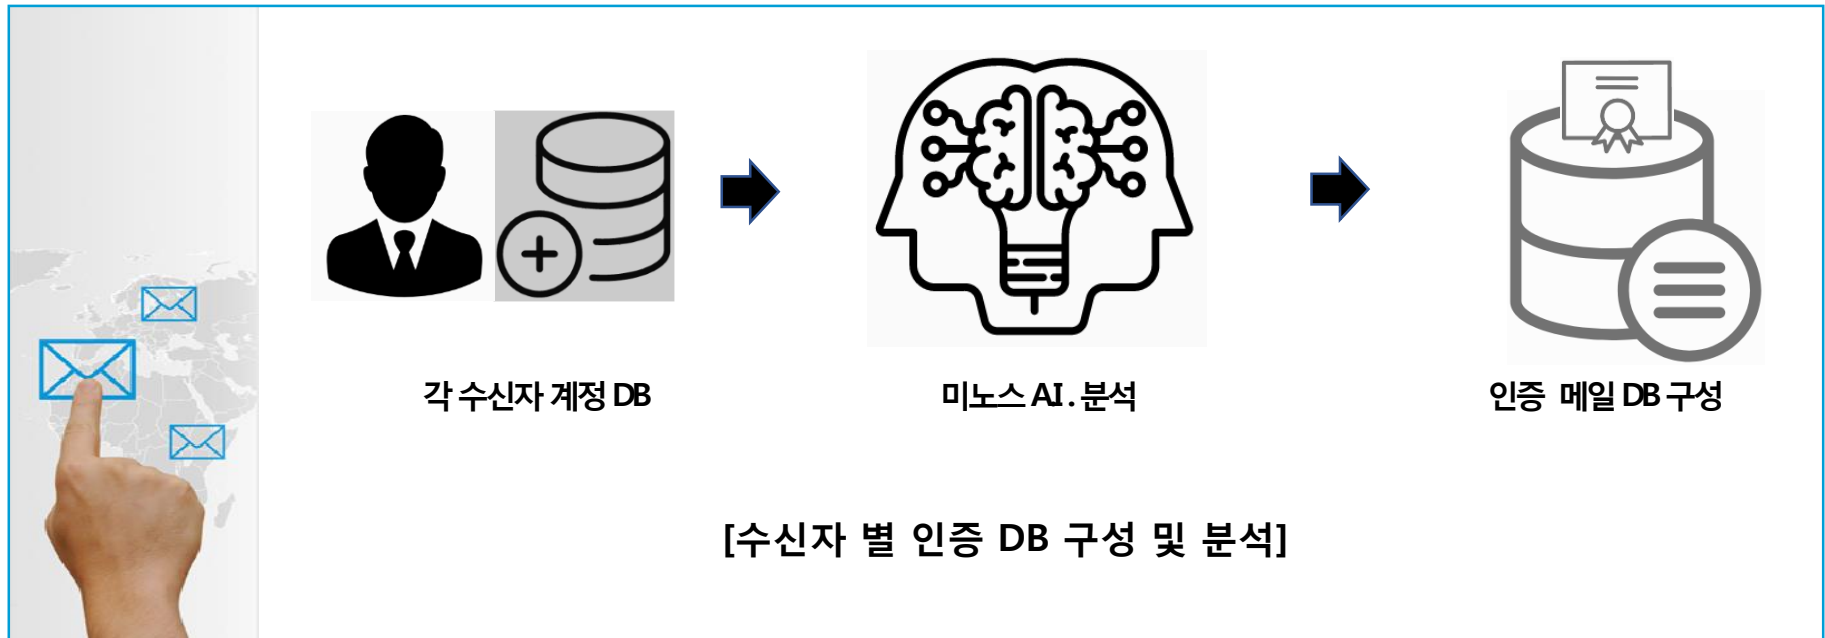 각 수신자 계정 DB
미노스 AI . 분석
인증 메일 DB 구성
[수신자 별 인증 DB 구성 및 분석]